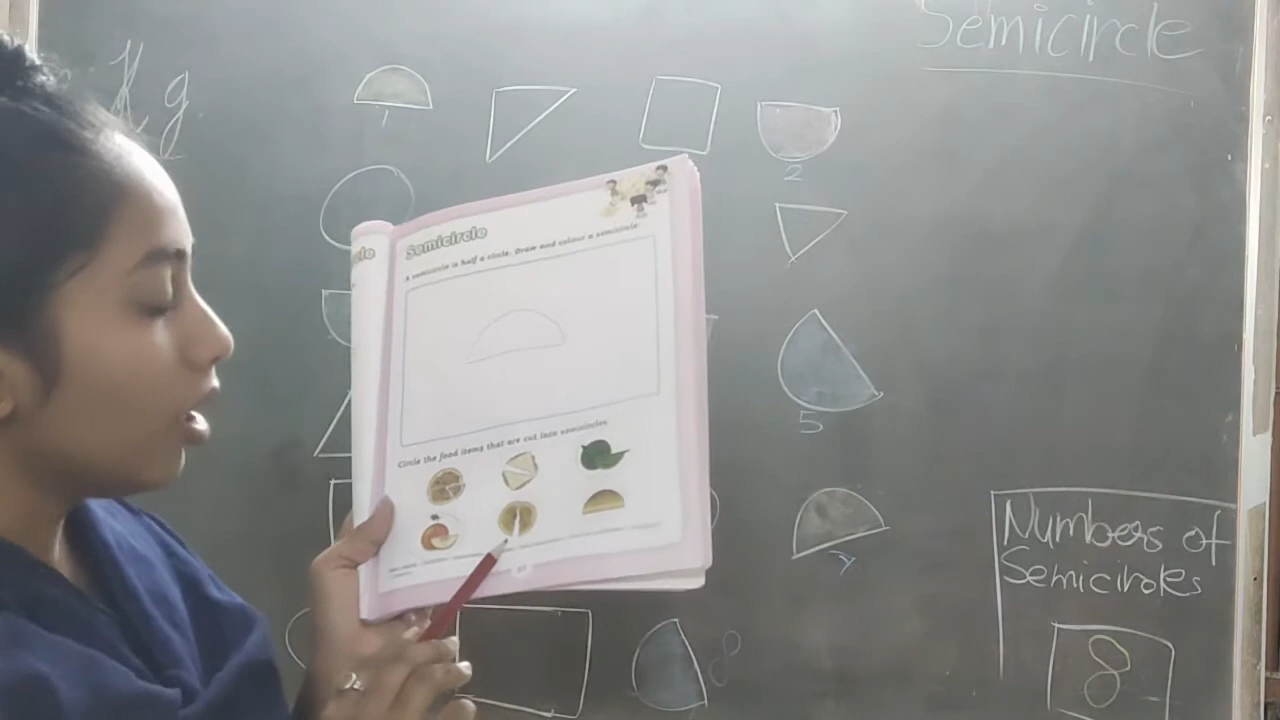 Semicircle
Kg
1
2
5
7
8
Numbers of
Semicircles
8
Semicircle
A semicircle is half a circle. Draw and colour a semicircle.
Circle the food items that are cut into semicircles.